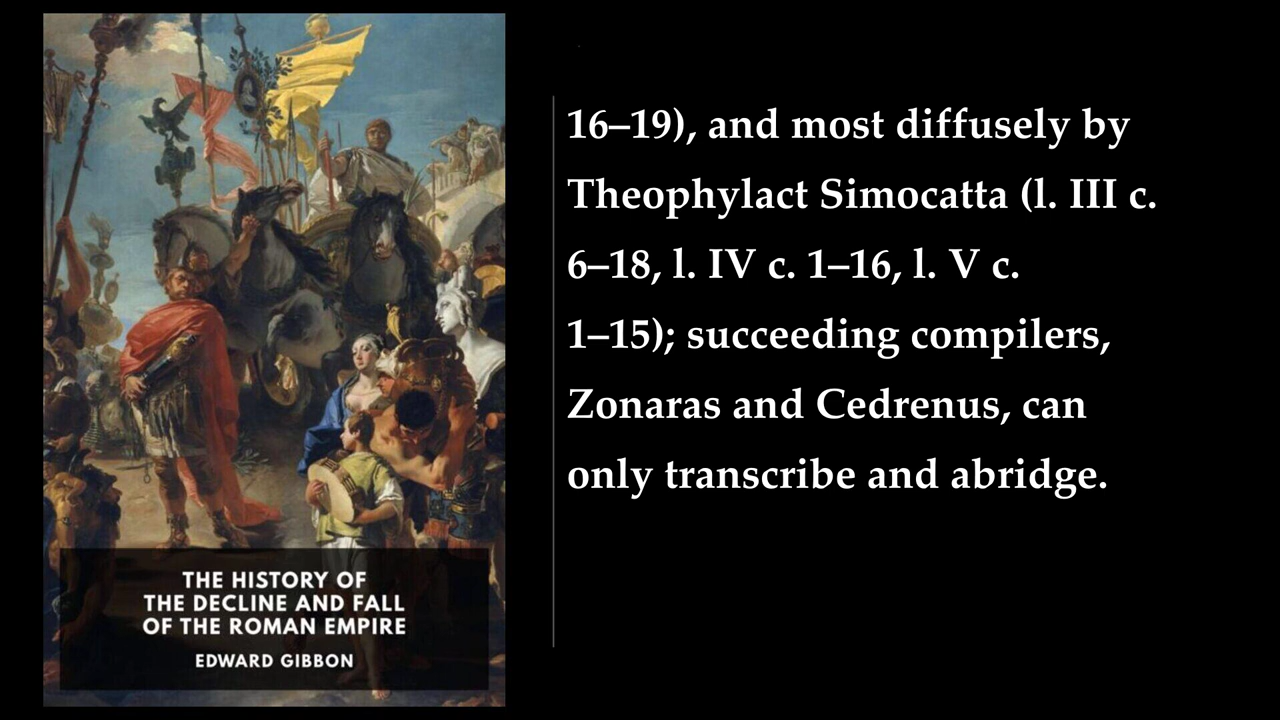 16–19), and most diffusely by
Theophylact Simocatta (l. III c.
6–18, l. IV c. 1–16, l. V c.
1–15); succeeding compilers,
Zonaras and Cedrenus, can
only transcribe and abridge.
THE HISTORY OF
THE DECLINE AND FALL
OF THE ROMAN EMPIRE
EDWARD GIBBON